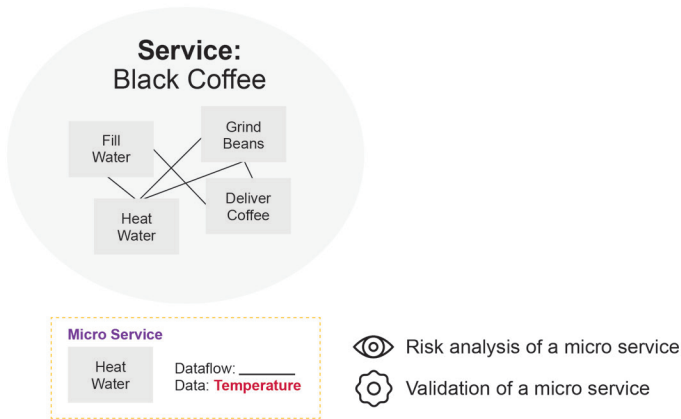 Service:
Black Coffee
Fill
Water
Grind
Beans
Heat
Water
Deliver
Coffee
Micro Service
Heat
Water
Dataflow: ______
Data: Temperature
Risk analysis of a micro service
Validation of a micro service